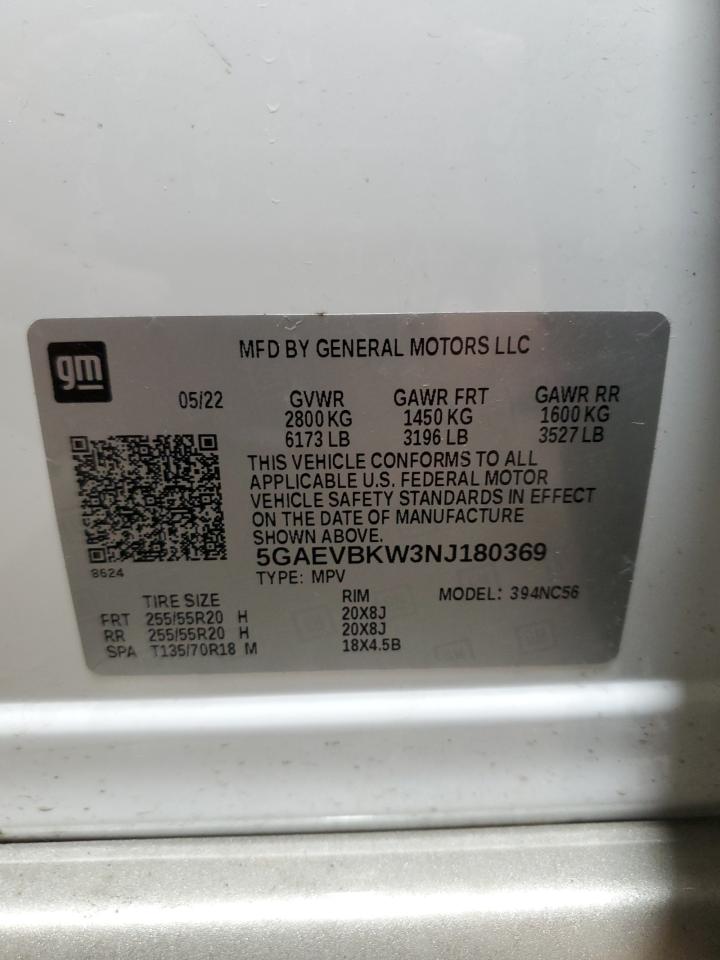 gm
MFD BY GENERAL MOTORS LLC
05/22 GVWR GAWR FRT GAWR RR
2800 KG 1450 KG 1600 KG
6173 LB 3196 LB 3527 LB
THIS VEHICLE CONFORMS TO ALL
APPLICABLE U.S. FEDERAL MOTOR
VEHICLE SAFETY STANDARDS IN EFFECT
ON THE DATE OF MANUFACTURE
SHOWN ABOVE.
5GAEVBKW3NJ180369
8624
TYPE: MPV
TIRE SIZE RIM MODEL: 394NC56
FRT 255/55R20 H 20X8J
RR 255/55R20 H 20X8J
SPA T135/70R18 M 18X4.5B
GM
GM
GM